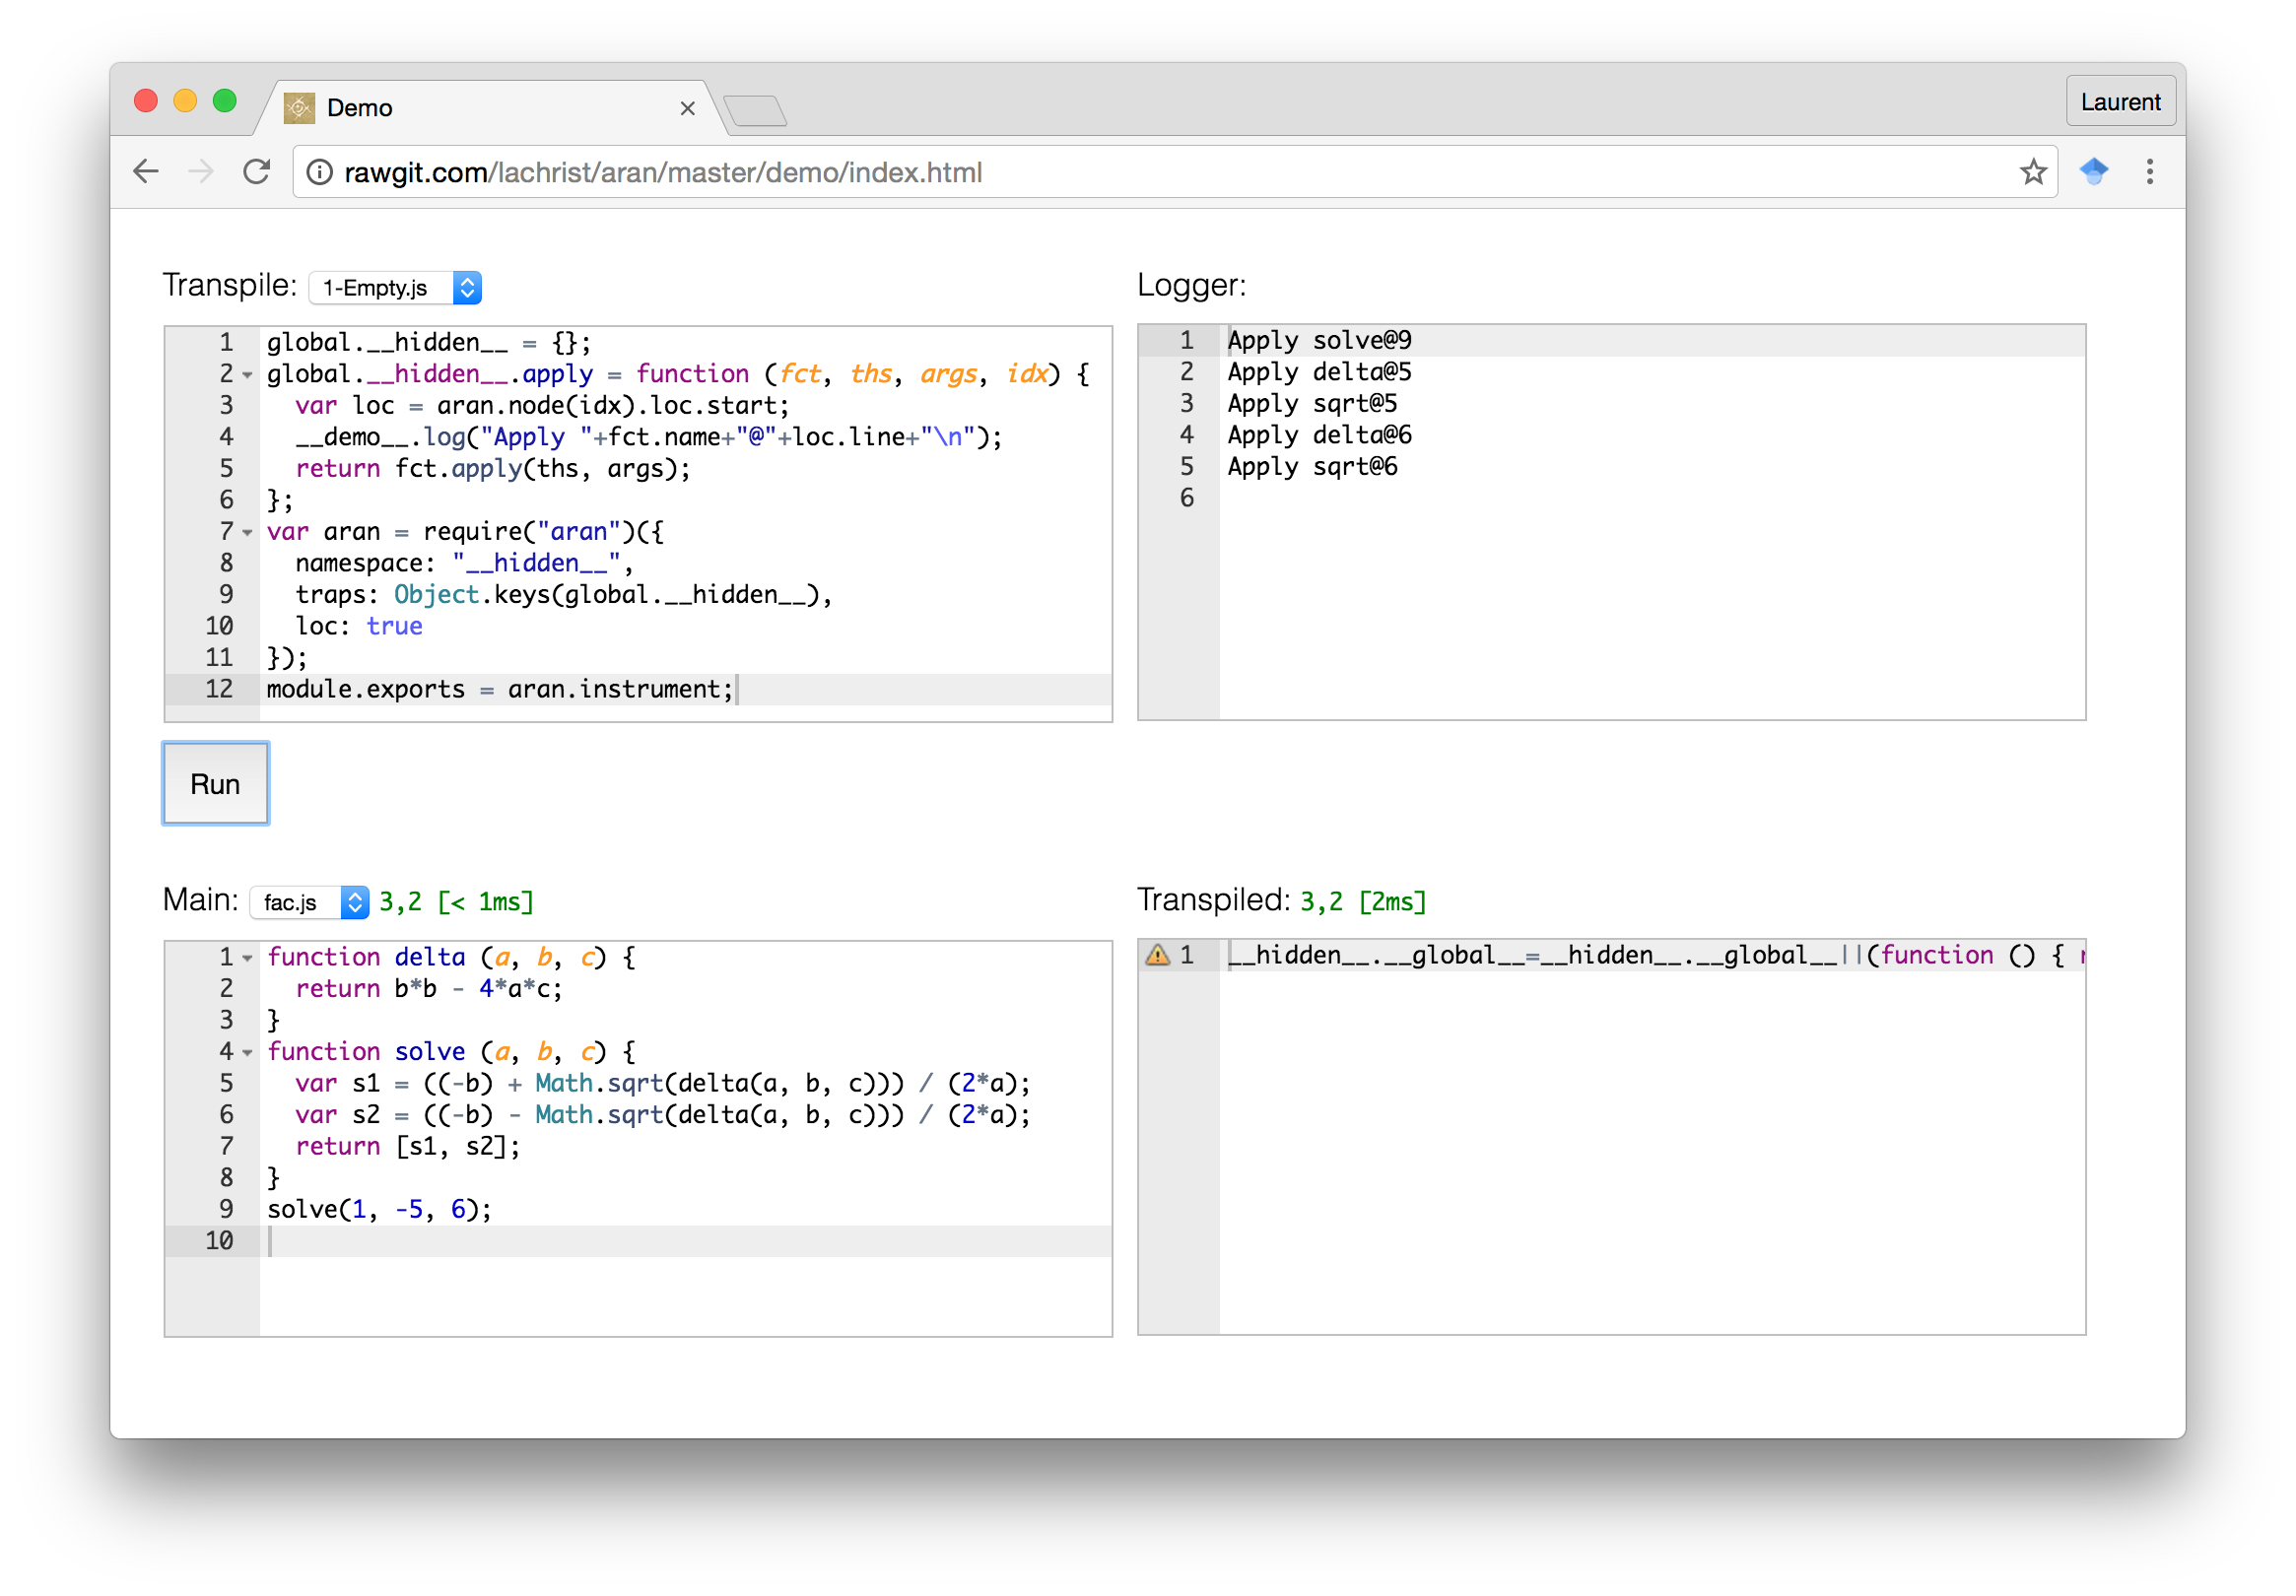 Demo
Laurent
rawgit.com/lachrist/aran/master/demo/index.html
Transpile: 1-Empty.js
1 global.__hidden__ = {};
2 global.__hidden__.apply = function (fct, ths, args, idx) {
3   var loc = aran.node(idx).loc.start;
4   __demo__.log("Apply "+fct.name+"@"+loc.line+"\n");
5   return fct.apply(ths, args);
6 };
7 var aran = require("aran")({
8   namespace: "__hidden__",
9   traps: Object.keys(global.__hidden__),
10   loc: true
11 });
12 module.exports = aran.instrument;
Logger:
1 Apply solve@9
2 Apply delta@5
3 Apply sqrt@5
4 Apply delta@6
5 Apply sqrt@6
6
Run
Main: fac.js 3,2 [< 1ms]
1 function delta (a, b, c) {
2   return b*b - 4*a*c;
3 }
4 function solve (a, b, c) {
5   var s1 = ((-b) + Math.sqrt(delta(a, b, c))) / (2*a);
6   var s2 = ((-b) - Math.sqrt(delta(a, b, c))) / (2*a);
7   return [s1, s2];
8 }
9 solve(1, -5, 6);
10
Transpiled: 3,2 [2ms]
1 __hidden__.__global__=__hidden__.__global__||(function () {